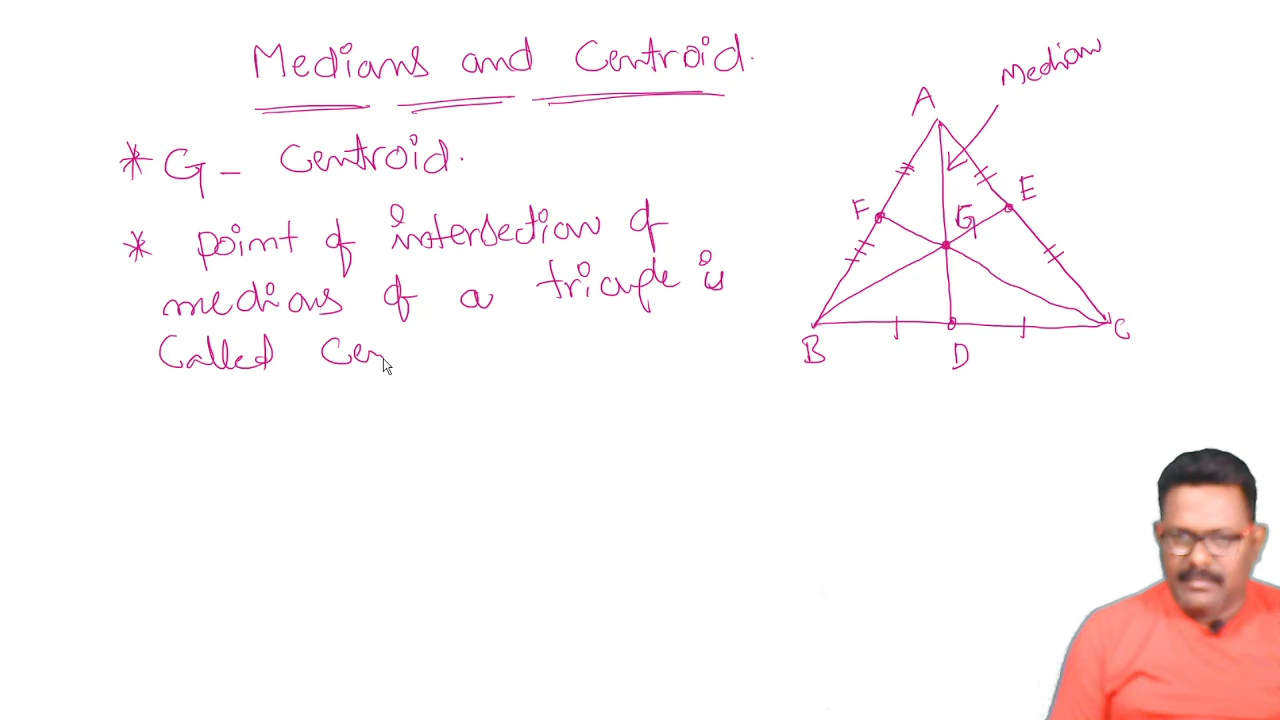 Medians and Centroid.
* G - Centroid.
* point of intersection of
medians of a triangle is
Called Cen
Median
A
F
E
G
B
D
C